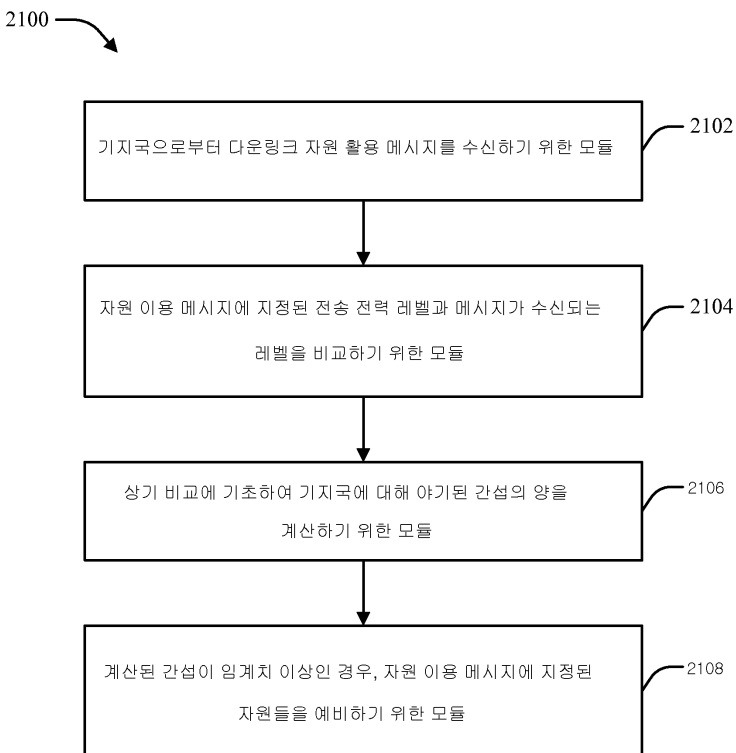 2100
기지국으로부터 다운링크 자원 활용 메시지를 수신하기 위한 모듈
2102
자원 이용 메시지에 지정된 전송 전력 레벨과 메시지가 수신되는
레벨을 비교하기 위한 모듈
2104
상기 비교에 기초하여 기지국에 대해 야기된 간섭의 양을
계산하기 위한 모듈
2106
계산된 간섭이 임계치 이상인 경우, 자원 이용 메시지에 지정된
자원들을 예비하기 위한 모듈
2108